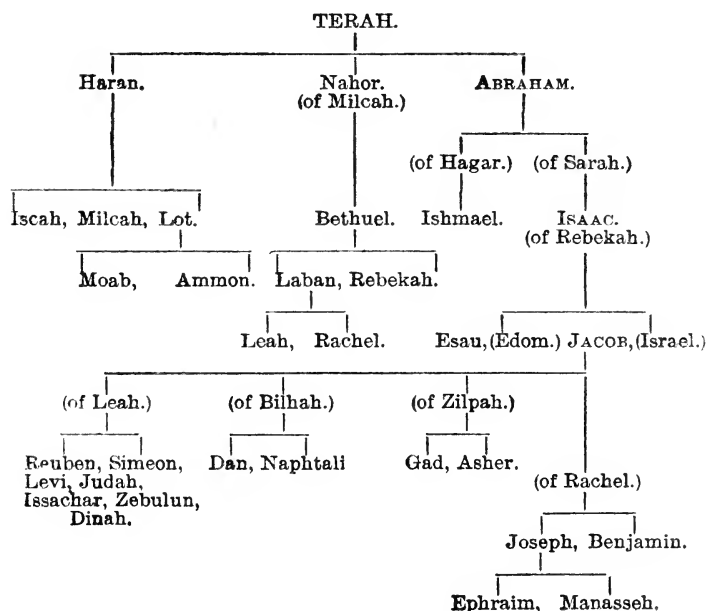 TERAH.
Haran. Nahor. ABRAHAM.
(of Milcah.)
(of Hagar.) (of Sarah.)
Iscah, Milcah, Lot. Bethuel. Ishmael. ISAAC.
(of Rebekah.)
Moab, Ammon. Laban, Rebekah.
Leah, Rachel. Esau, (Edom.) JACOB, (Israel.)
(of Leah.) (of Bilhah.) (of Zilpah.)
Reuben, Simeon, Dan, Naphtali Gad, Asher.
Levi, Judah,
Issachar, Zebulun, (of Rachel.)
Dinah.
Joseph, Benjamin.
Ephraim, Manasseh.